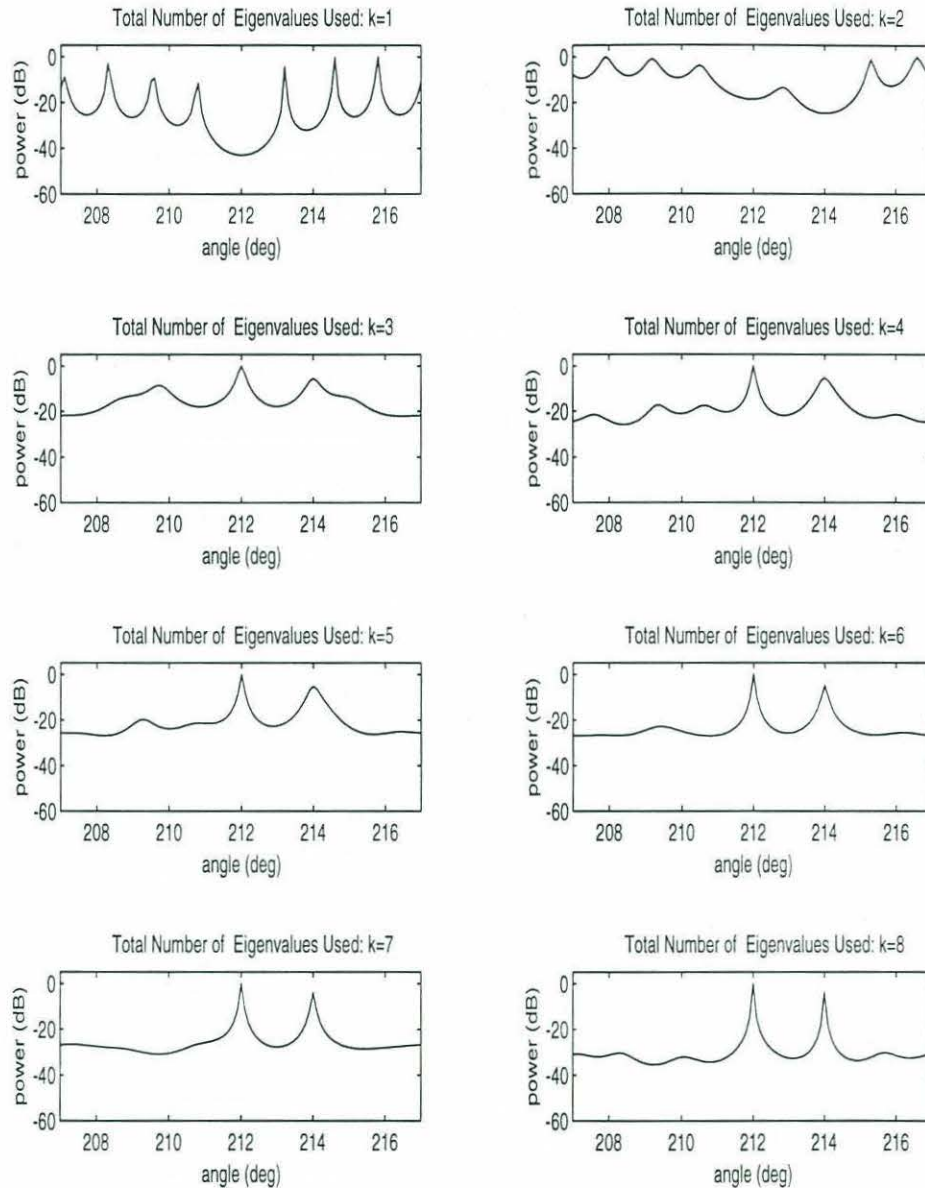 Total Number of Eigenvalues Used: k=1
0
-20
-40
-60
power (dB)
208 210 212 214 216
angle (deg)
Total Number of Eigenvalues Used: k=2
0
-20
-40
-60
power (dB)
208 210 212 214 216
angle (deg)
Total Number of Eigenvalues Used: k=3
0
-20
-40
-60
power (dB)
208 210 212 214 216
angle (deg)
Total Number of Eigenvalues Used: k=4
0
-20
-40
-60
power (dB)
208 210 212 214 216
angle (deg)
Total Number of Eigenvalues Used: k=5
0
-20
-40
-60
power (dB)
208 210 212 214 216
angle (deg)
Total Number of Eigenvalues Used: k=6
0
-20
-40
-60
power (dB)
208 210 212 214 216
angle (deg)
Total Number of Eigenvalues Used: k=7
0
-20
-40
-60
power (dB)
208 210 212 214 216
angle (deg)
Total Number of Eigenvalues Used: k=8
0
-20
-40
-60
power (dB)
208 210 212 214 216
angle (deg)